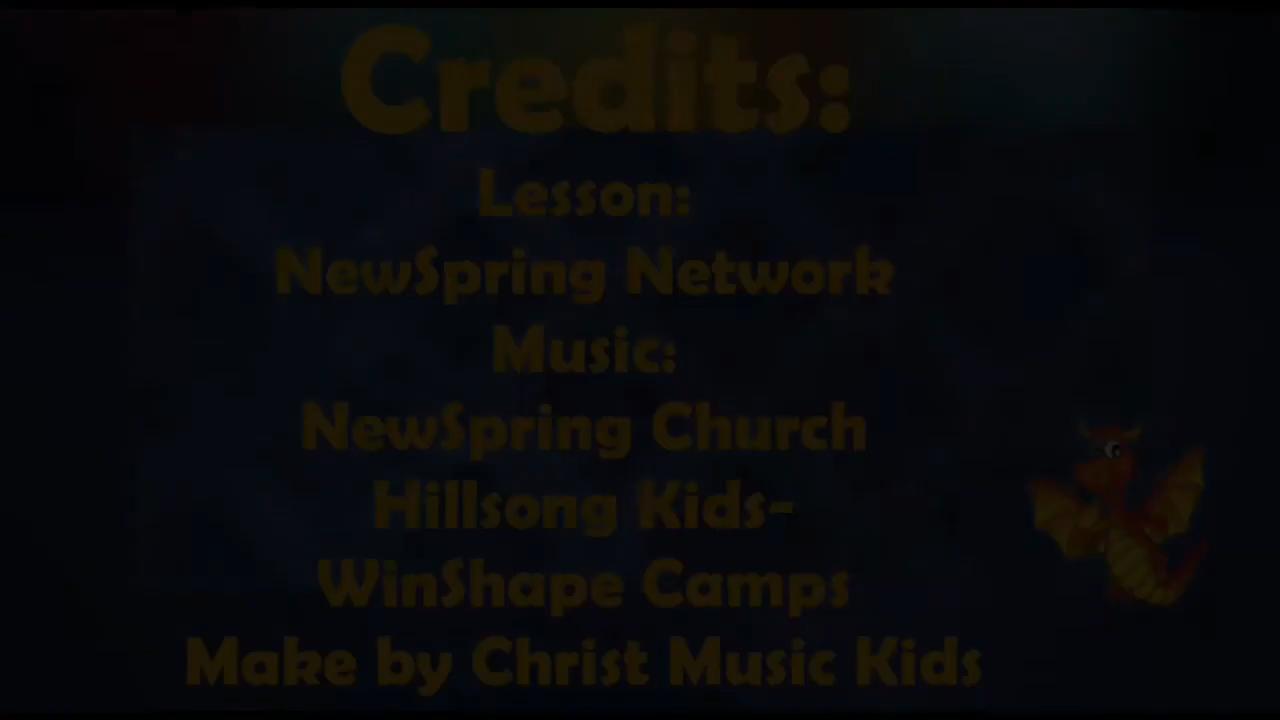 Credits:
Lesson:
NewSpring Network
Music:
NewSpring Church
Hillsong Kids-
WinShape Camps
Make by Christ Music Kids